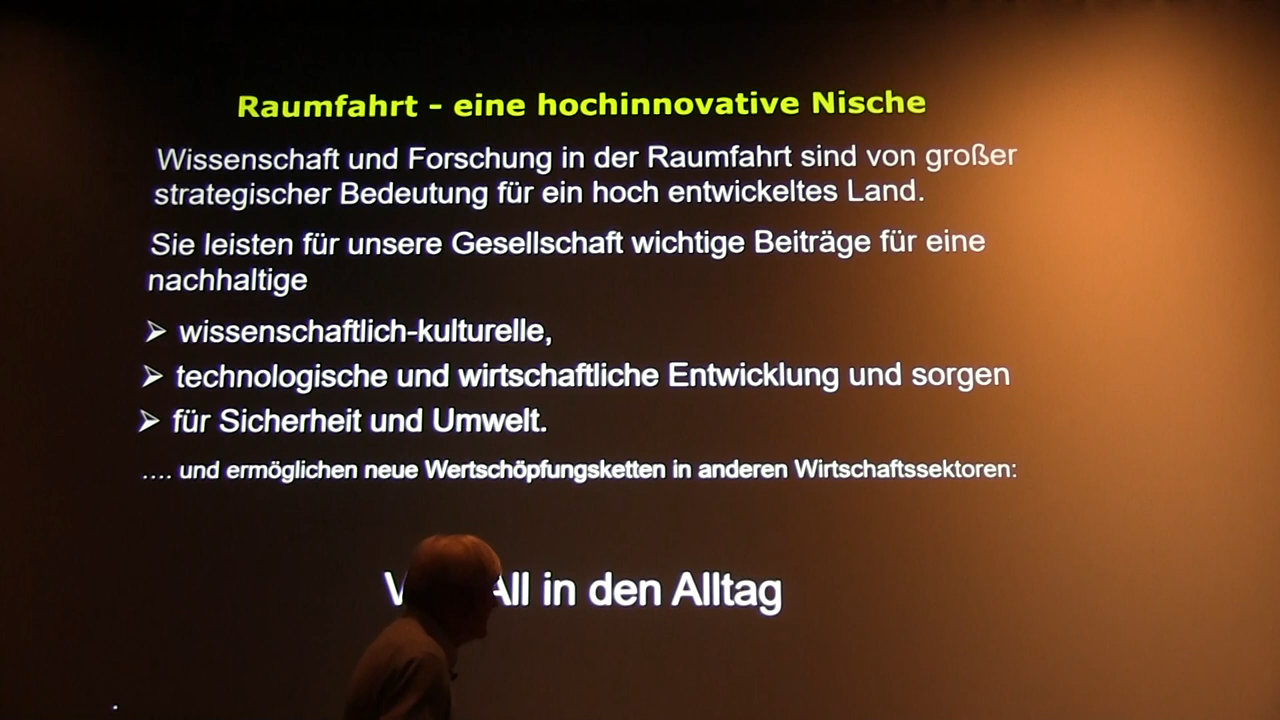 Raumfahrt - eine hochinnovative Nische
Wissenschaft und Forschung in der Raumfahrt sind von großer
strategischer Bedeutung für ein hoch entwickeltes Land.
Sie leisten für unsere Gesellschaft wichtige Beiträge für eine
nachhaltige
➢ wissenschaftlich-kulturelle,
➢ technologische und wirtschaftliche Entwicklung und sorgen
➢ für Sicherheit und Umwelt.
…. und ermöglichen neue Wertschöpfungsketten in anderen Wirtschaftssektoren:
All in den Alltag